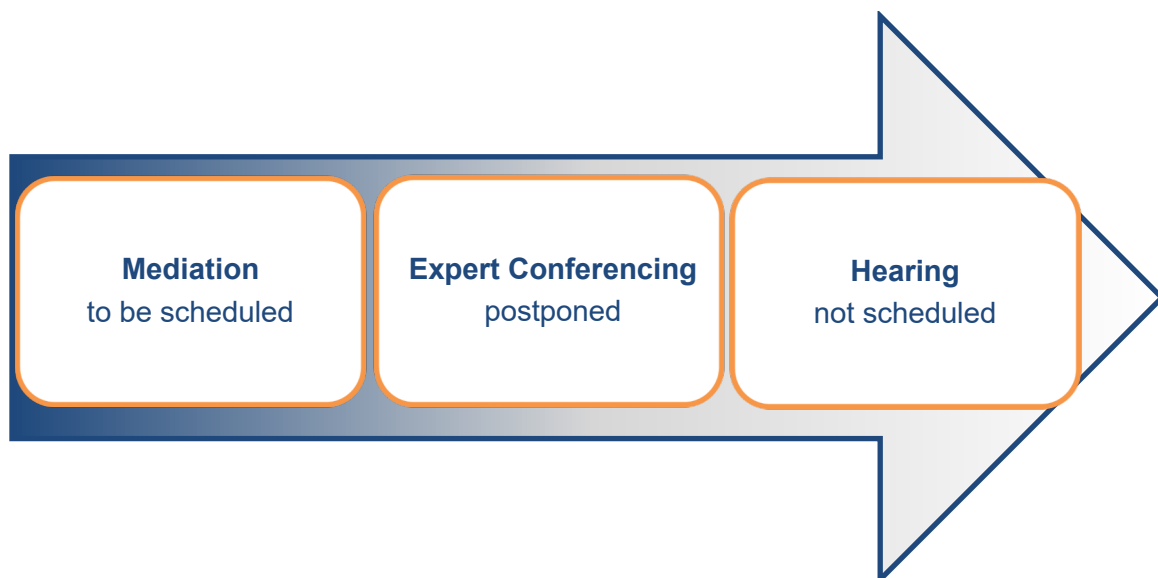 Mediation
to be scheduled
Expert Conferencing
postponed
Hearing
not scheduled